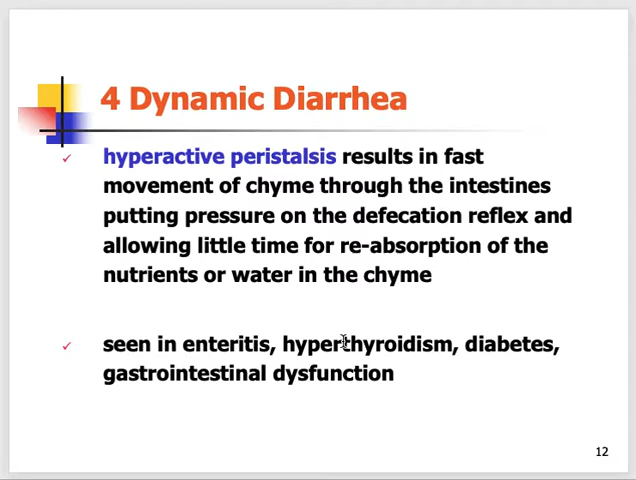 4 Dynamic Diarrhea
✓ hyperactive peristalsis results in fast
movement of chyme through the intestines
putting pressure on the defecation reflex and
allowing little time for re-absorption of the
nutrients or water in the chyme
✓ seen in enteritis, hyperthyroidism, diabetes,
gastrointestinal dysfunction
12